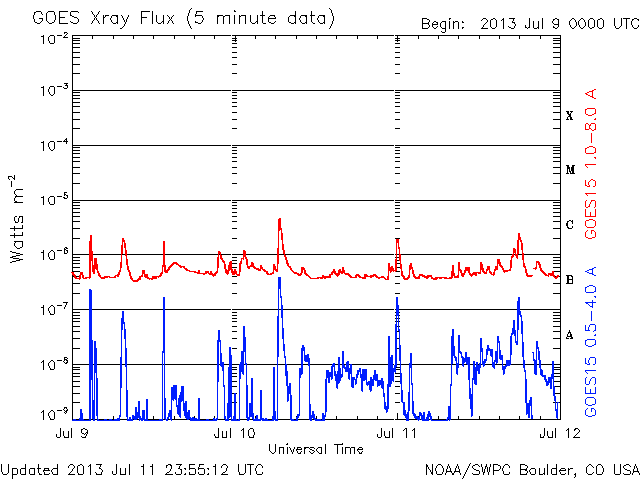 GOES Xray Flux (5 minute data)
Begin: 2013 Jul 9 0000 UTC
10⁻²
10⁻³
10⁻⁴
10⁻⁵
10⁻⁶
10⁻⁷
10⁻⁸
10⁻⁹
Watts m⁻²
X
M
C
B
A
GOES15 1.0-8.0 A
GOES15 0.5-4.0 A
Jul 9
Jul 10
Jul 11
Jul 12
Universal Time
Updated 2013 Jul 11 23:55:12 UTC
NOAA/SWPC Boulder, CO USA